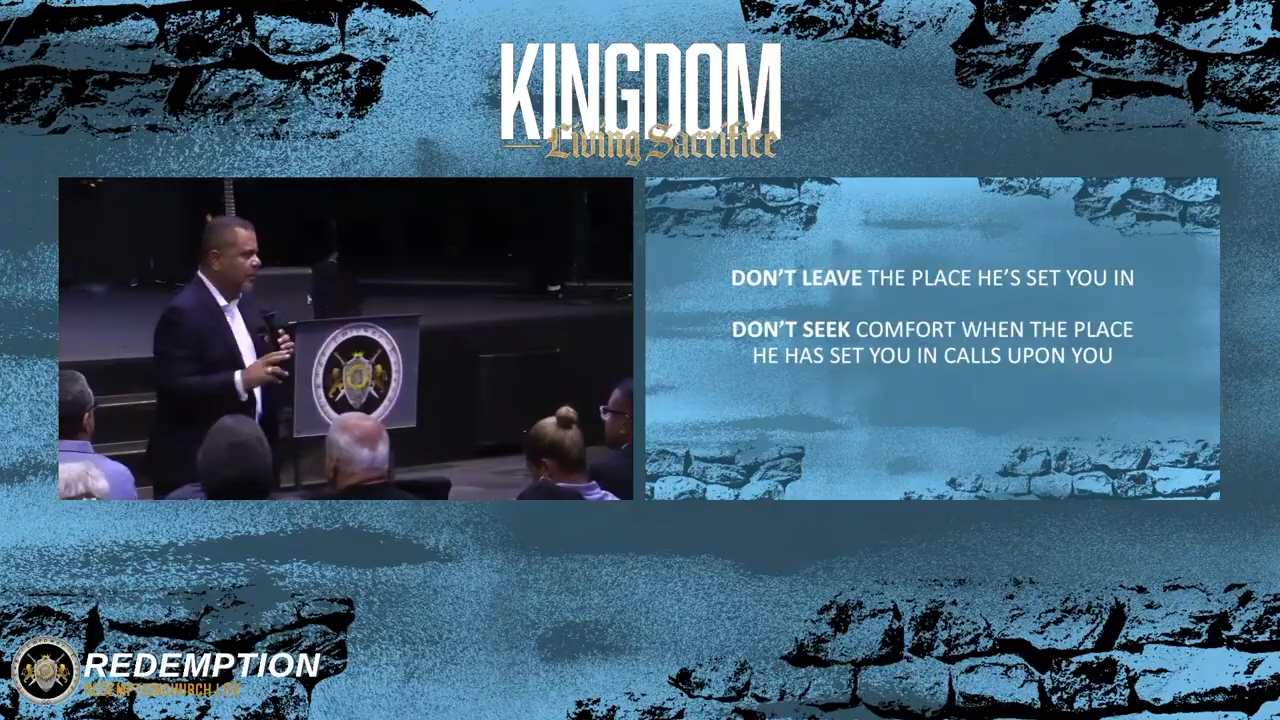 KINGDOM
Living Sacrifice
DON'T LEAVE THE PLACE HE'S SET YOU IN
DON'T SEEK COMFORT WHEN THE PLACE
HE HAS SET YOU IN CALLS UPON YOU
REDEMPTION